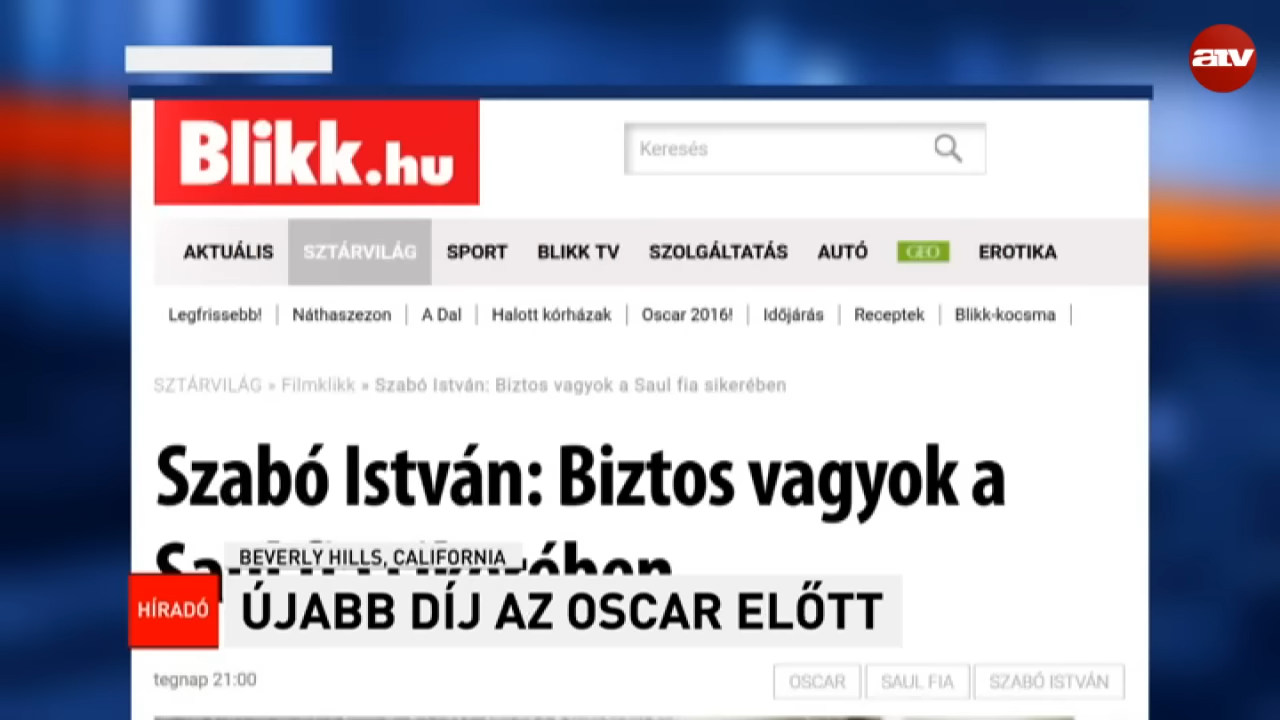 atv
Blikk.hu
Keresés
AKTUÁLIS SZTÁRVILÁG SPORT BLIKK TV SZOLGÁLTATÁS AUTÓ GEO EROTIKA
Legfrissebb! Náthaszezon A Dal Halott kórházak Oscar 2016! Időjárás Receptek Blikk-kocsma
SZTÁRVILÁG » Filmklikk » Szabó István: Biztos vagyok a Saul fia sikerében
Szabó István: Biztos vagyok a
BEVERLY HILLS, CALIFORNIA
HÍRADÓ ÚJABB DÍJ AZ OSCAR ELŐTT
tegnap 21:00 OSCAR SAUL FIA SZABÓ ISTVÁN